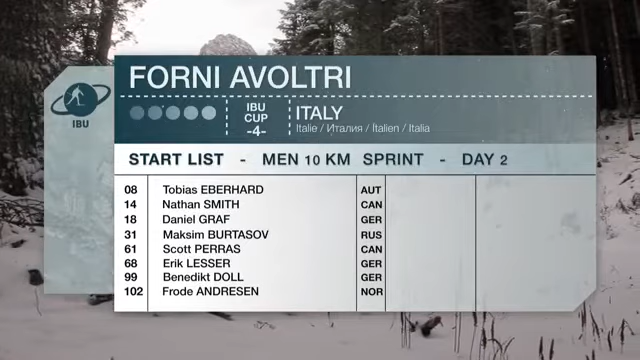 FORNI AVOLTRI
IBU
IBU CUP -4-
ITALY
Italie / Италия / Italien / Italia
START LIST - MEN 10 KM SPRINT - DAY 2
08 Tobias EBERHARD AUT
14 Nathan SMITH CAN
18 Daniel GRAF GER
31 Maksim BURTASOV RUS
61 Scott PERRAS CAN
68 Erik LESSER GER
99 Benedikt DOLL GER
102 Frode ANDRESEN NOR